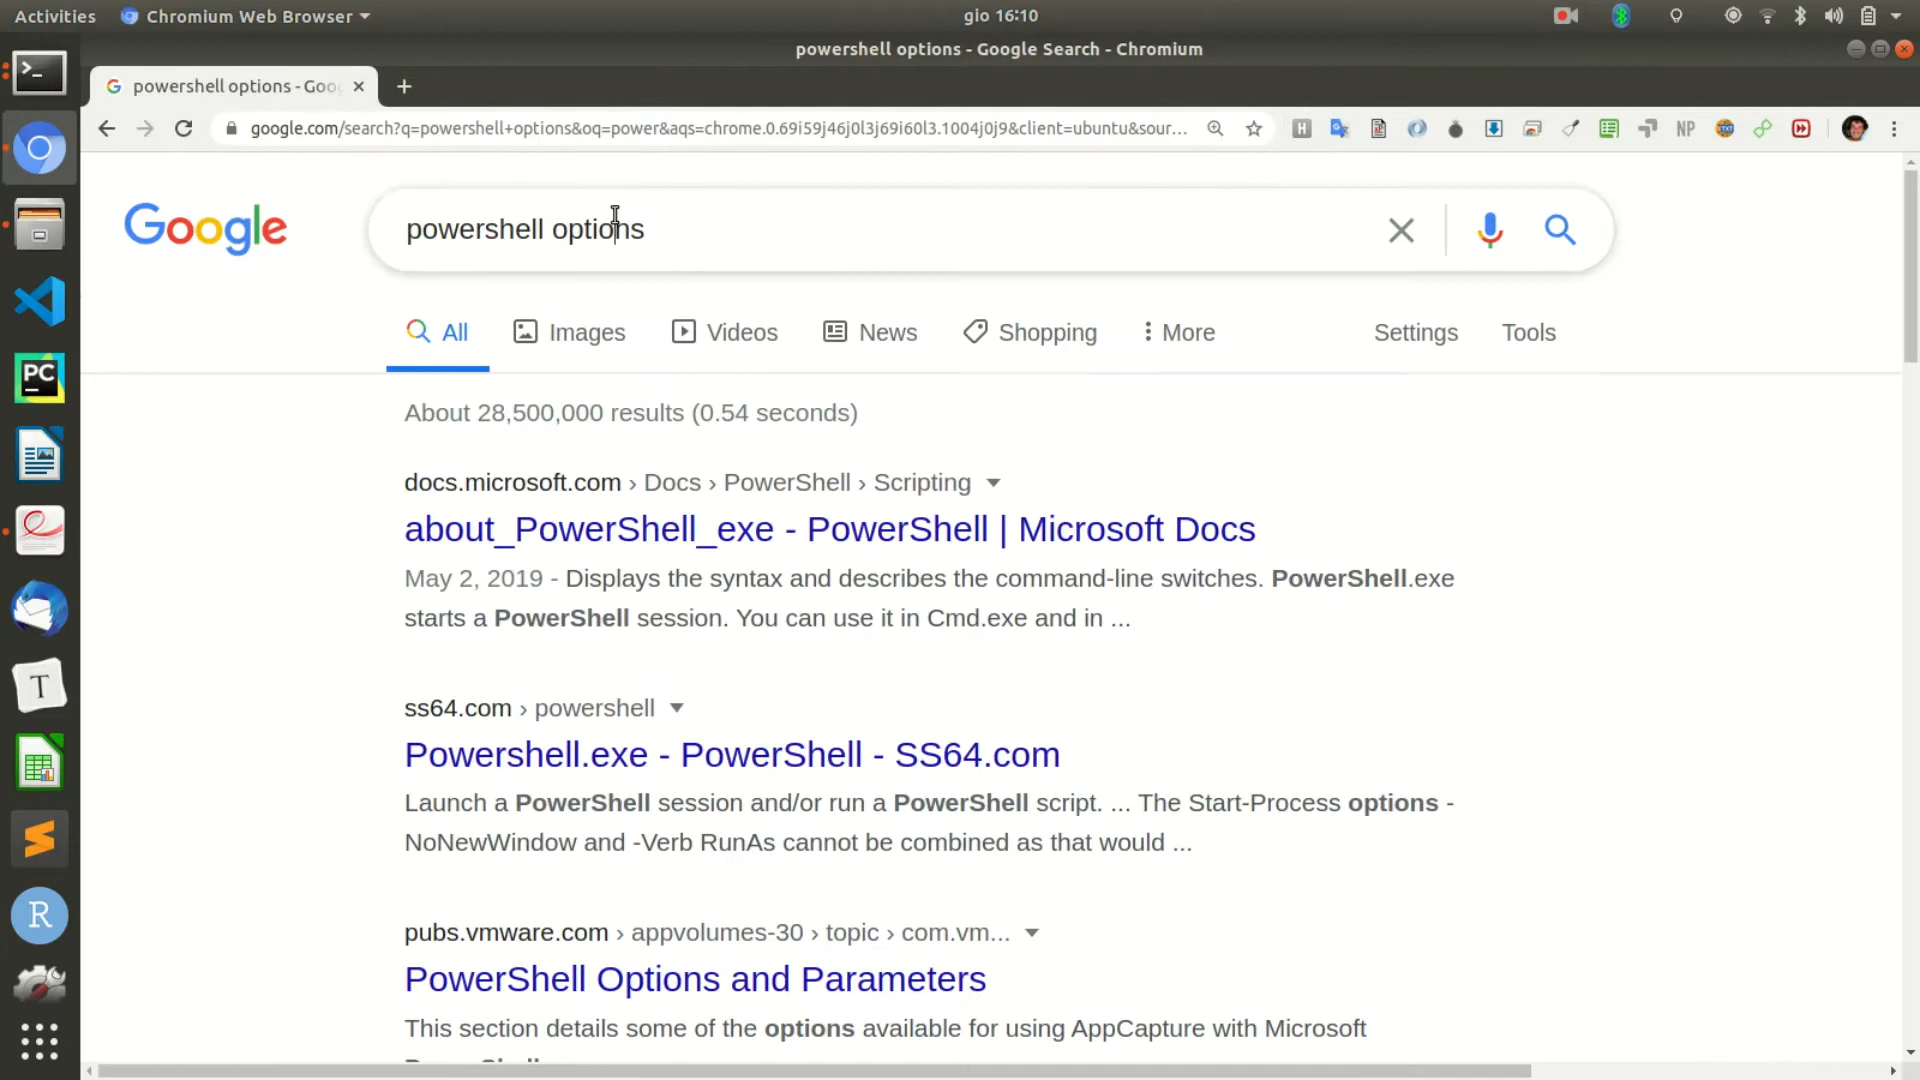 Activities
Chromium Web Browser
gio 16:10
powershell options - Google Search - Chromium
powershell options - Goo
google.com/search?q=powershell+options&oq=power&aqs=chrome.0.69i59j46j0l3j69i60l3.1004j0j9&client=ubuntu&sour...
H
NP
Google
powershell options
All
Images
Videos
News
Shopping
More
Settings
Tools
About 28,500,000 results (0.54 seconds)
docs.microsoft.com › Docs › PowerShell › Scripting
about_PowerShell_exe - PowerShell | Microsoft Docs
May 2, 2019 - Displays the syntax and describes the command-line switches. PowerShell.exe
starts a PowerShell session. You can use it in Cmd.exe and in ...
ss64.com › powershell
Powershell.exe - PowerShell - SS64.com
Launch a PowerShell session and/or run a PowerShell script. ... The Start-Process options -
NoNewWindow and -Verb RunAs cannot be combined as that would ...
pubs.vmware.com › appvolumes-30 › topic › com.vm...
PowerShell Options and Parameters
This section details some of the options available for using AppCapture with Microsoft
PC
T
R